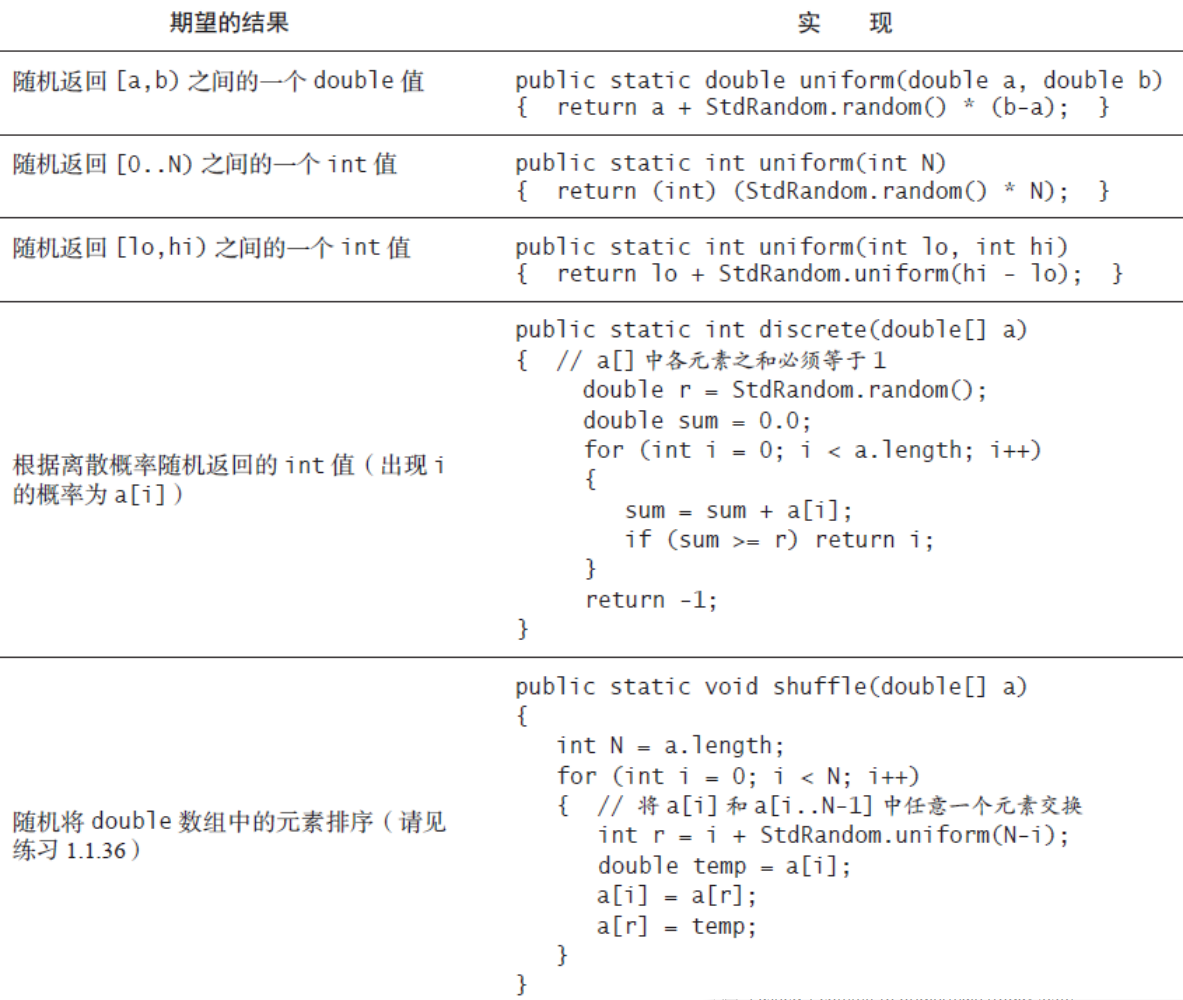 期望的结果 实 现
随机返回 [a,b) 之间的一个 double 值
public static double uniform(double a, double b)
{ return a + StdRandom.random() * (b-a); }
随机返回 [0..N) 之间的一个 int 值
public static int uniform(int N)
{ return (int) (StdRandom.random() * N); }
随机返回 [lo,hi) 之间的一个 int 值
public static int uniform(int lo, int hi)
{ return lo + StdRandom.uniform(hi - lo); }
根据离散概率随机返回的 int 值（出现 i
的概率为 a[i]）
public static int discrete(double[] a)
{ // a[] 中各元素之和必须等于 1
double r = StdRandom.random();
double sum = 0.0;
for (int i = 0; i < a.length; i++)
{
sum = sum + a[i];
if (sum >= r) return i;
}
return -1;
}
随机将 double 数组中的元素排序（请见
练习 1.1.36）
public static void shuffle(double[] a)
{
int N = a.length;
for (int i = 0; i < N; i++)
{ // 将 a[i] 和 a[i..N-1] 中任意一个元素交换
int r = i + StdRandom.uniform(N-i);
double temp = a[i];
a[i] = a[r];
a[r] = temp;
}
}